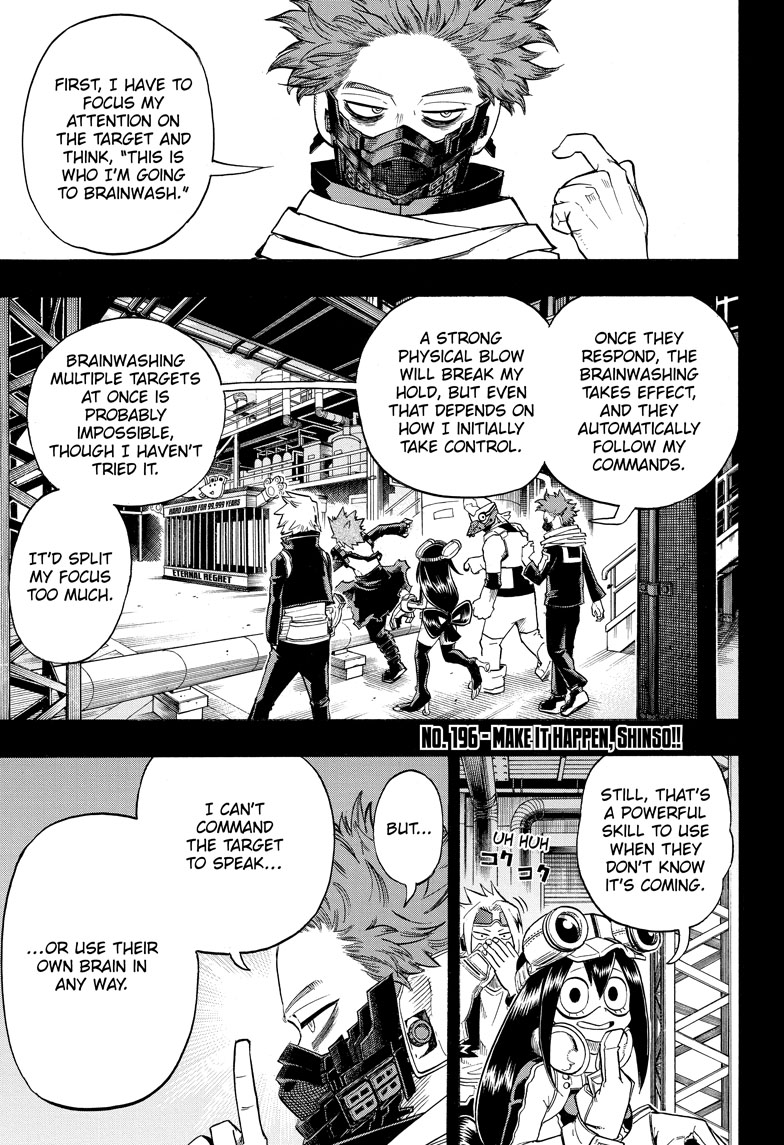 FIRST, I HAVE TO
FOCUS MY
ATTENTION ON
THE TARGET AND
THINK, "THIS IS
WHO I'M GOING
TO BRAINWASH."
ONCE THEY
RESPOND, THE
BRAINWASHING
TAKES EFFECT,
AND THEY
AUTOMATICALLY
FOLLOW MY
COMMANDS.
A STRONG
PHYSICAL BLOW
WILL BREAK MY
HOLD, BUT EVEN
THAT DEPENDS ON
HOW I INITIALLY
TAKE CONTROL.
BRAINWASHING
MULTIPLE TARGETS
AT ONCE IS
PROBABLY
IMPOSSIBLE,
THOUGH I HAVEN'T
TRIED IT.
IT'D SPLIT
MY FOCUS
TOO MUCH.
HARD LABOR FOR 99,999 YEARS
ETERNAL REGRET
NO. 196 - MAKE IT HAPPEN, SHINSO!!
STILL, THAT'S
A POWERFUL
SKILL TO USE
WHEN THEY
DON'T KNOW
IT'S COMING.
UH HUH
コク
コク
BUT...
I CAN'T
COMMAND
THE TARGET
TO SPEAK...
...OR USE THEIR
OWN BRAIN IN
ANY WAY.